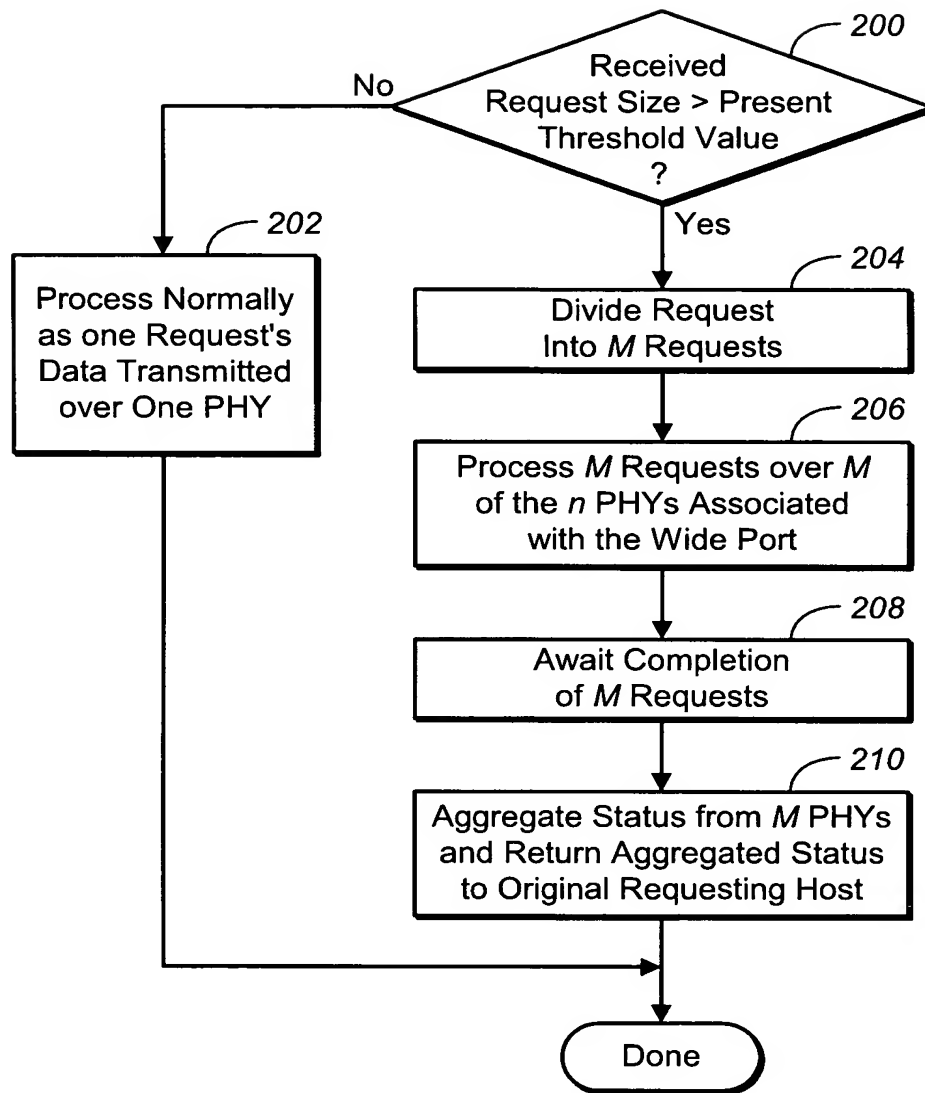 200
Received
Request Size > Present
Threshold Value
?
No
Yes
202
Process Normally
as one Request's
Data Transmitted
over One PHY
204
Divide Request
Into M Requests
206
Process M Requests over M
of the n PHYs Associated
with the Wide Port
208
Await Completion
of M Requests
210
Aggregate Status from M PHYs
and Return Aggregated Status
to Original Requesting Host
Done